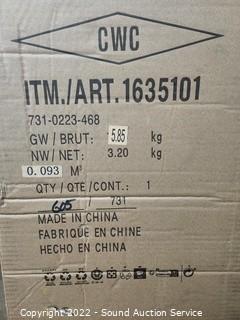 CWC
ITM./ART.1635101
731-0223-468
GW/BRUT: 5.85 kg
NW/NET: 3.20 kg
0.093 M³
QTY/QTE/CONT.: 1
605 / 731
MADE IN CHINA
FABRIQUE EN CHINE
HECHO EN CHINA
Copyright 2022 - Sound Auction Service